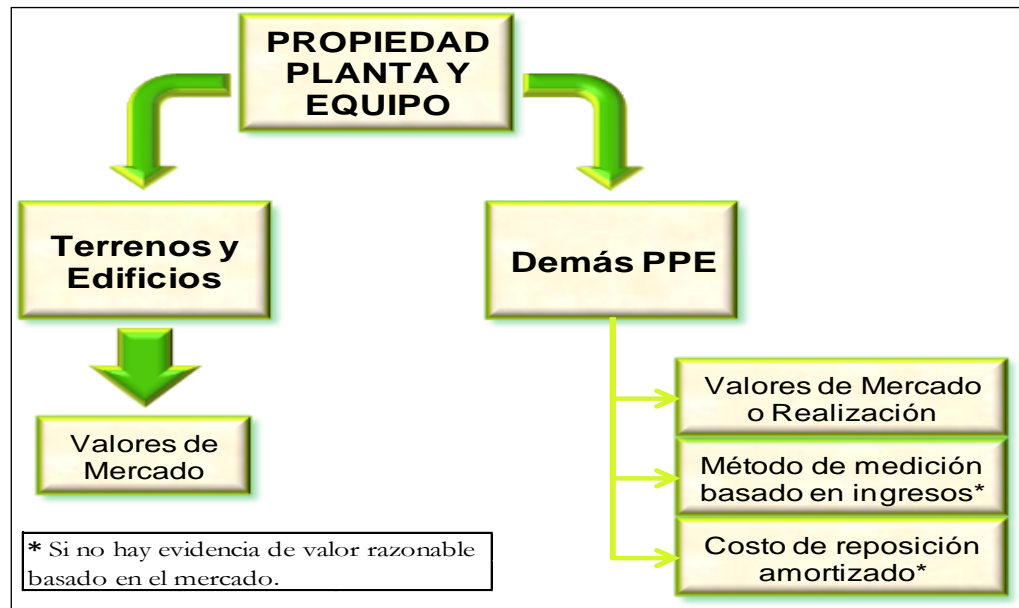 PROPIEDAD
PLANTA Y
EQUIPO
Terrenos y
Edificios
Demás PPE
Valores de
Mercado
Valores de Mercado
o Realización
Método de medición
basado en ingresos*
Costo de reposición
amortizado*
* Si no hay evidencia de valor razonable
basado en el mercado.